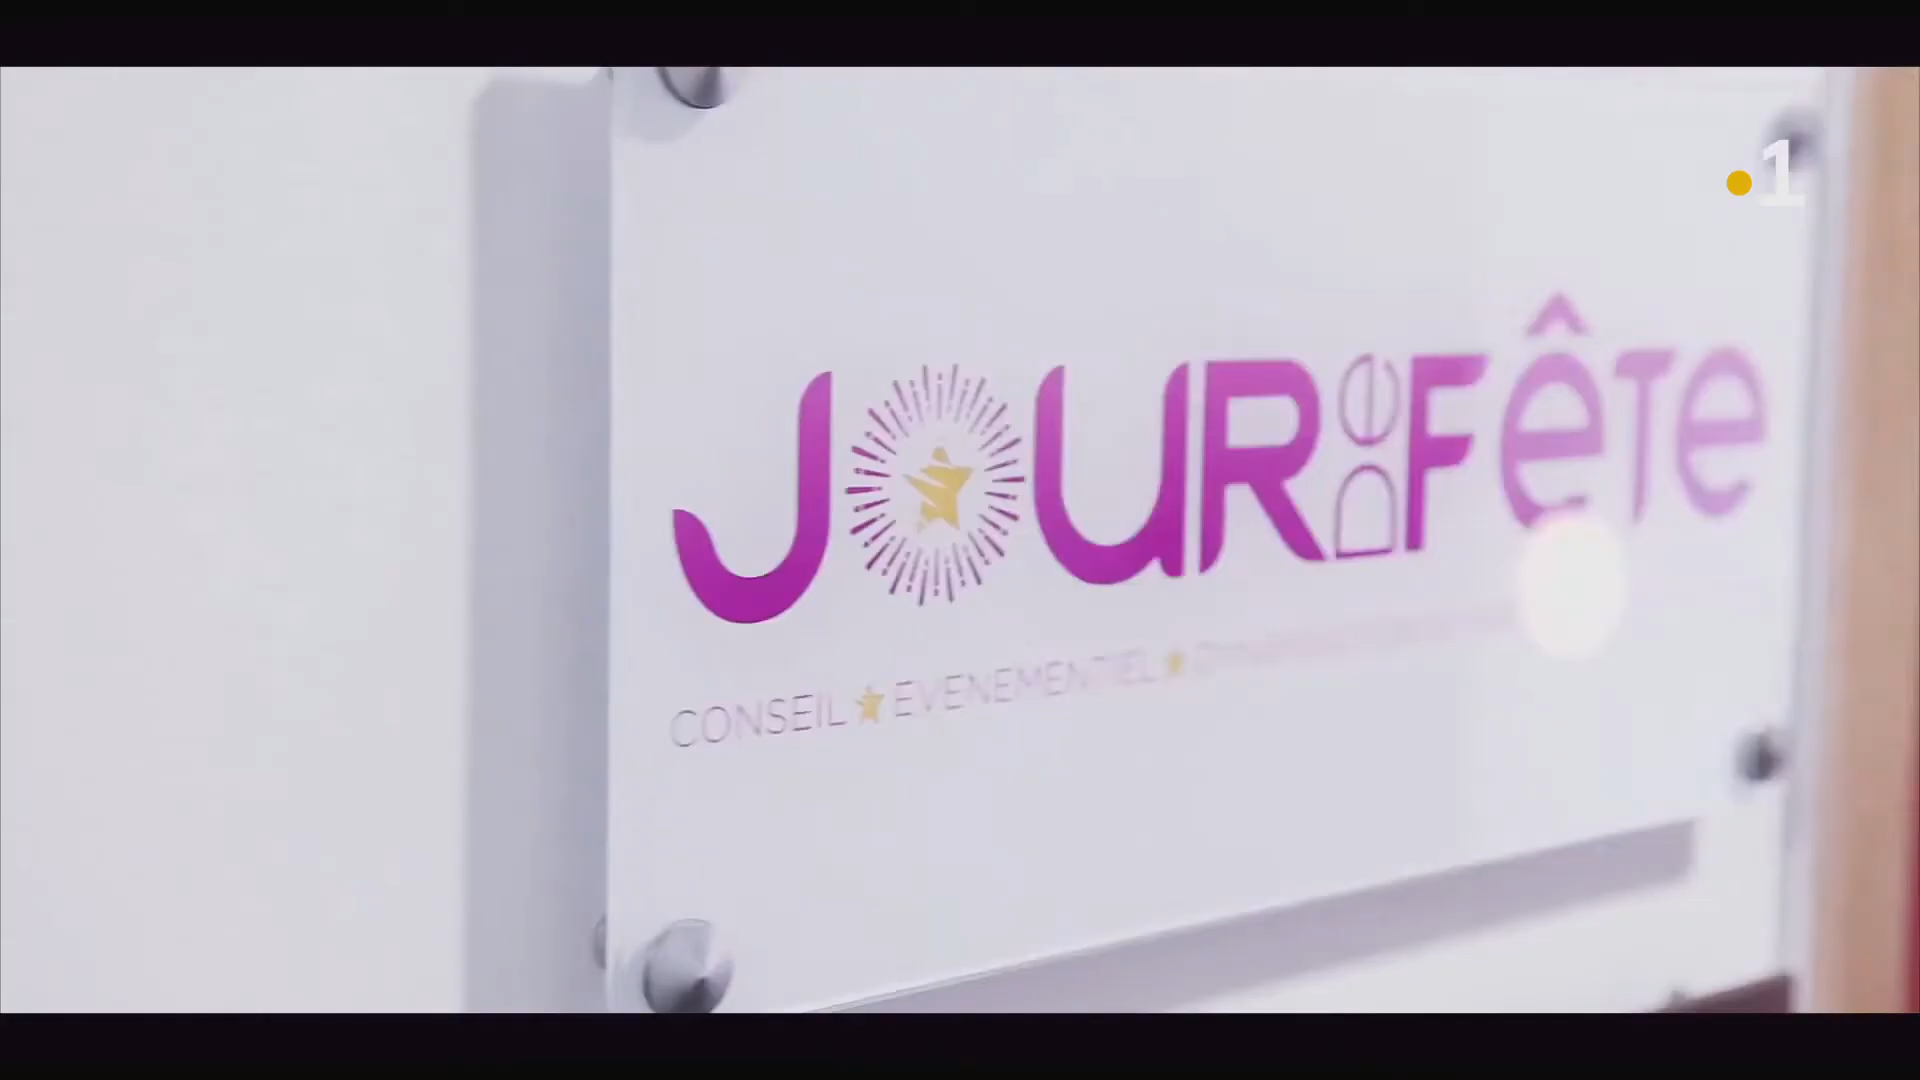 1
JOUR DE FÊTE
CONSEIL ★ EVENEMENTIEL ★